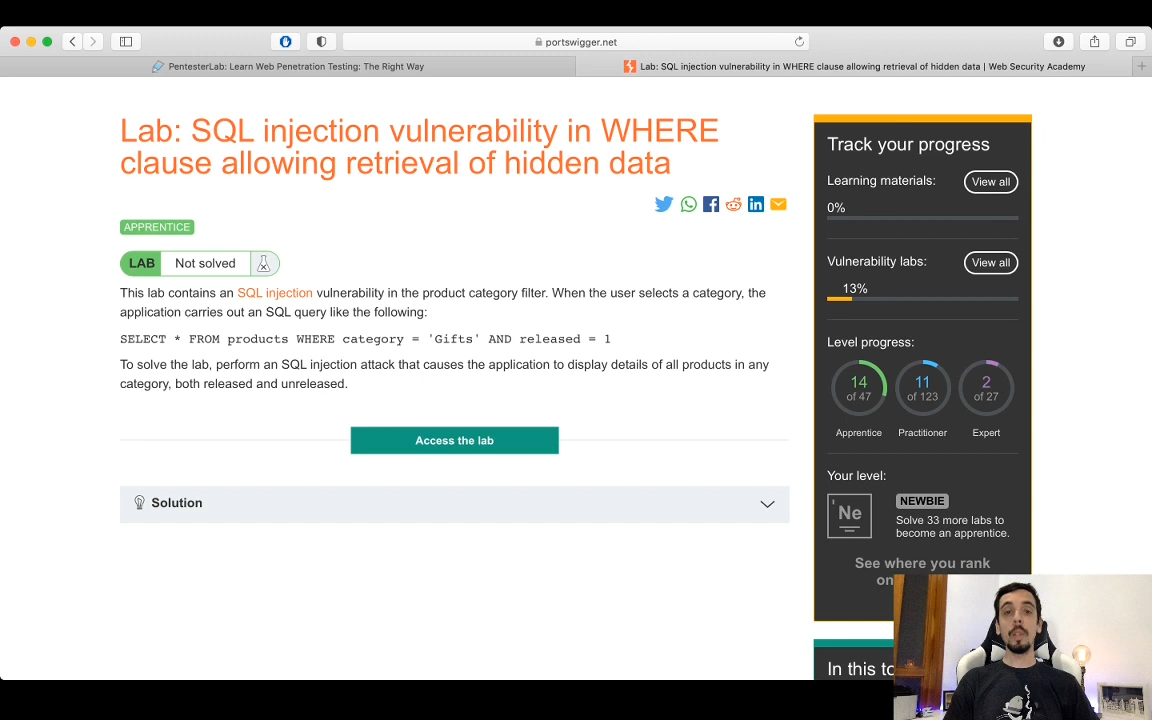 portswigger.net
PentesterLab: Learn Web Penetration Testing: The Right Way
Lab: SQL injection vulnerability in WHERE clause allowing retrieval of hidden data | Web Security Academy
Lab: SQL injection vulnerability in WHERE
clause allowing retrieval of hidden data
APPRENTICE
LAB Not solved
This lab contains an SQL injection vulnerability in the product category filter. When the user selects a category, the
application carries out an SQL query like the following:
SELECT * FROM products WHERE category = 'Gifts' AND released = 1
To solve the lab, perform an SQL injection attack that causes the application to display details of all products in any
category, both released and unreleased.
Access the lab
Solution
Track your progress
Learning materials: View all
0%
Vulnerability labs: View all
13%
Level progress:
14 11 2
of 47 of 123 of 27
Apprentice Practitioner Expert
Your level:
Ne
NEWBIE
Solve 33 more labs to
become an apprentice.
See where you rank
on
In this to